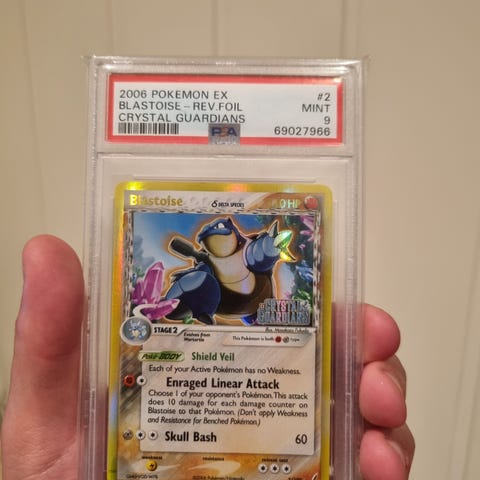 2006 POKEMON EX #2
BLASTOISE - REV.FOIL MINT
CRYSTAL GUARDIANS 9
PSA 69027966
Blastoise δ DELTA SPECIES 0 HP
CRYSTAL
GUARDIANS
STAGE 2
Evolves from
Wartortle
This Pokémon is both type
Poké-BODY Shield Veil
Each of your Active Pokémon has no Weakness.
Enraged Linear Attack
Choose 1 of your opponent's Pokémon. This attack
does 10 damage for each damage counter on
Blastoise to that Pokémon. (Don't apply Weakness
and Resistance for Benched Pokémon.)
Skull Bash 60
weakness resistance retreat cost